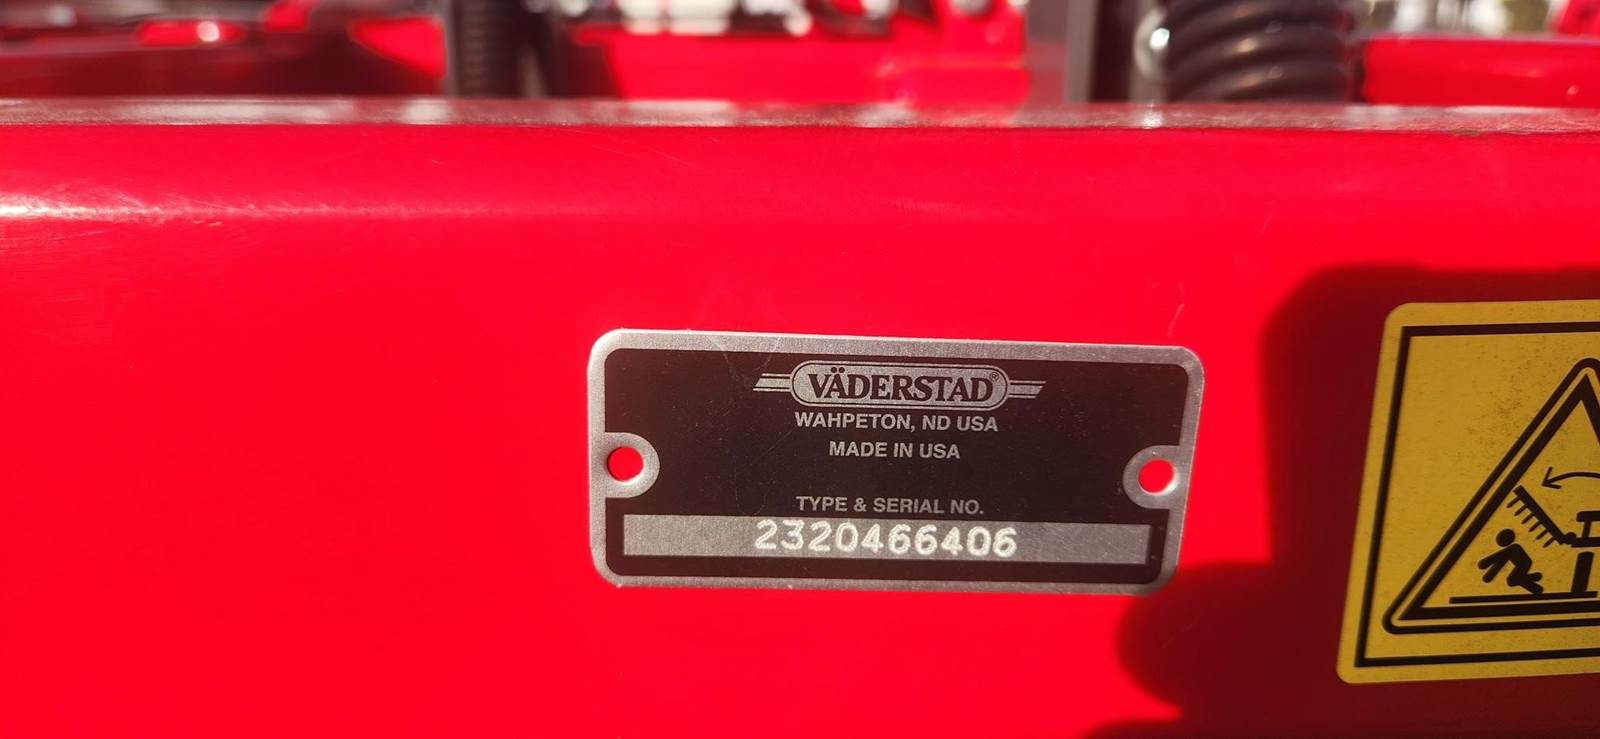 VÄDERSTAD®
WAHPETON, ND USA
MADE IN USA
TYPE & SERIAL NO.
2320466406